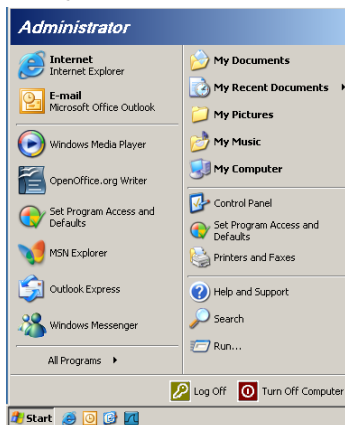 Administrator
Internet
Internet Explorer
E-mail
Microsoft Office Outlook
Windows Media Player
OpenOffice.org Writer
Set Program Access and
Defaults
MSN Explorer
Outlook Express
Windows Messenger
All Programs
My Documents
My Recent Documents
My Pictures
My Music
My Computer
Control Panel
Set Program Access and
Defaults
Printers and Faxes
Help and Support
Search
Run...
Log Off
Turn Off Computer
Start